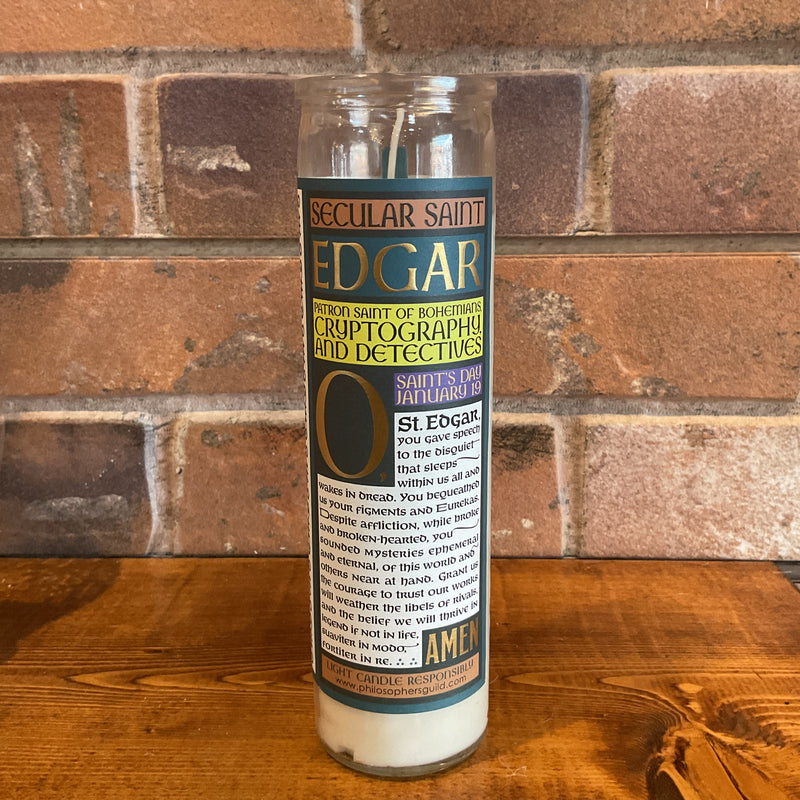 SECULAR SAINT
EDGAR
PATRON SAINT OF BOHEMIANS,
CRYPTOGRAPHY,
AND DETECTIVES
SAINT'S DAY
JANUARY 19
O,
St. Edgar,
you gave speech
to the disquiet
that sleeps
within us all and
wakes in dread. You bequeathed
us your figments and Eurekas.
Despite affliction, while broke
and broken-hearted, you
sounded mysteries ephemeral
and eternal, of this world and
others near at hand. Grant us
the courage to trust our works
will weather the libels of rivals,
and the belief we will thrive in
legend if not in life,
suaviter in modo,
fortiter in re.
AMEN
LIGHT CANDLE RESPONSIBLY
www.philosophersguild.com